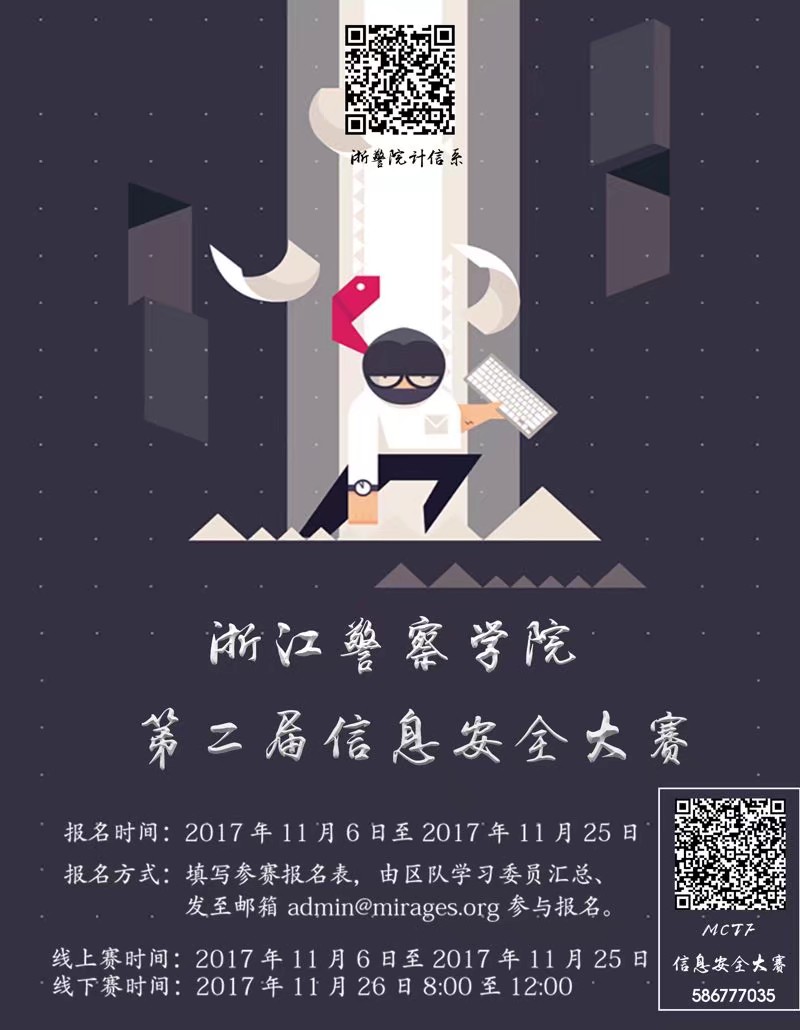 浙警院计信系
浙江警察学院
第二届信息安全大赛
报名时间：2017 年 11 月 6 日至 2017 年 11 月 25 日
报名方式：填写参赛报名表，由区队学习委员汇总、
发至邮箱 admin@mirages.org 参与报名。
线上赛时间：2017 年 11 月 6 日至 2017 年 11 月 25 日
线下赛时间：2017 年 11 月 26 日 8:00 至 12:00
MCTF
信息安全大赛
586777035